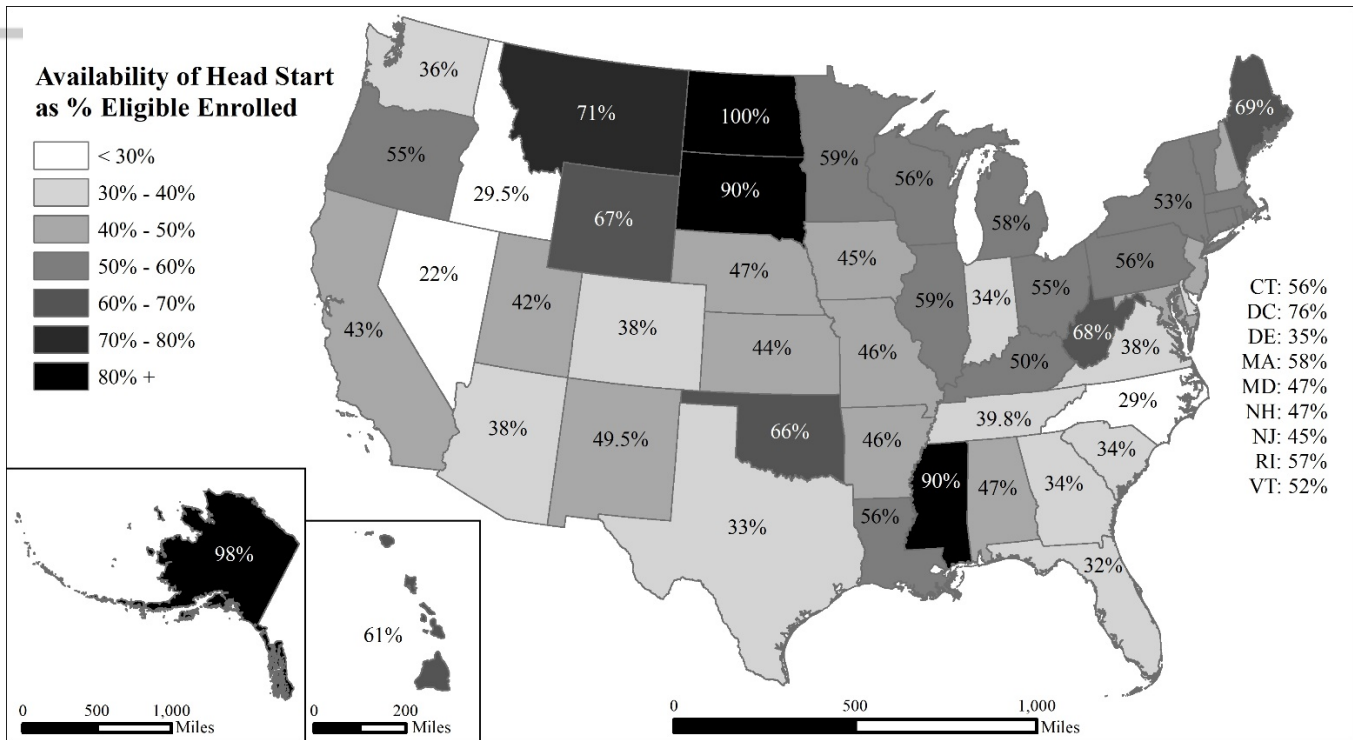 Availability of Head Start
as % Eligible Enrolled
< 30%
30% - 40%
40% - 50%
50% - 60%
60% - 70%
70% - 80%
80% +
36%
71%
100%
69%
55%
59%
56%
29.5%
90%
53%
67%
58%
22%
47%
45%
56%
42%
59%
34%
55%
38%
68%
38%
43%
44%
46%
50%
39.8%
29%
38%
49.5%
66%
46%
34%
90%
47%
34%
33%
56%
32%
CT: 56%
DC: 76%
DE: 35%
MA: 58%
MD: 47%
NH: 47%
NJ: 45%
RI: 57%
VT: 52%
98%
61%
0 500 1,000
Miles
0 200
Miles
0 500 1,000
Miles